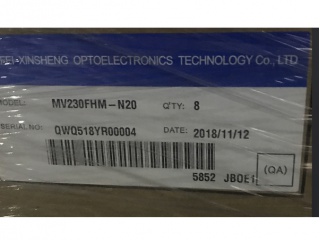 XINSHENG OPTOELECTRONICS TECHNOLOGY Co., LTD
MODEL: MV230FHM-N20 Q'TY: 8
SERIAL NO: QWQ518YR00004 DATE: 2018/11/12
5852 JBOE1
(QA)